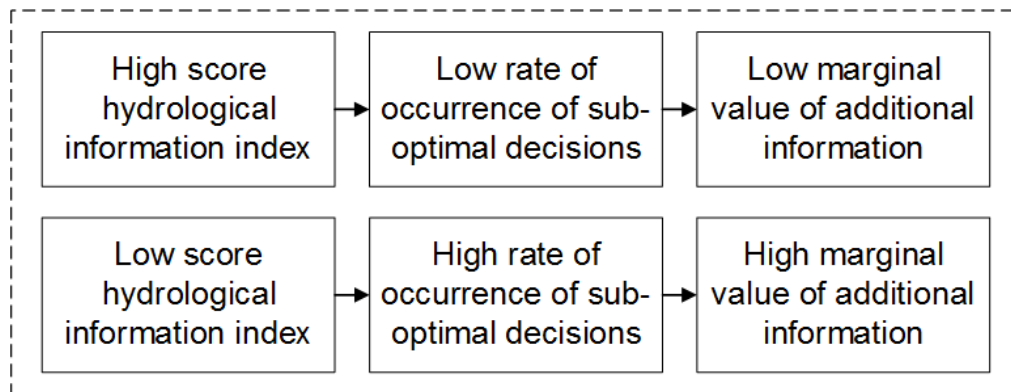 High score
hydrological
information index
Low rate of
occurrence of sub-
optimal decisions
Low marginal
value of additional
information
Low score
hydrological
information index
High rate of
occurrence of sub-
optimal decisions
High marginal
value of additional
information